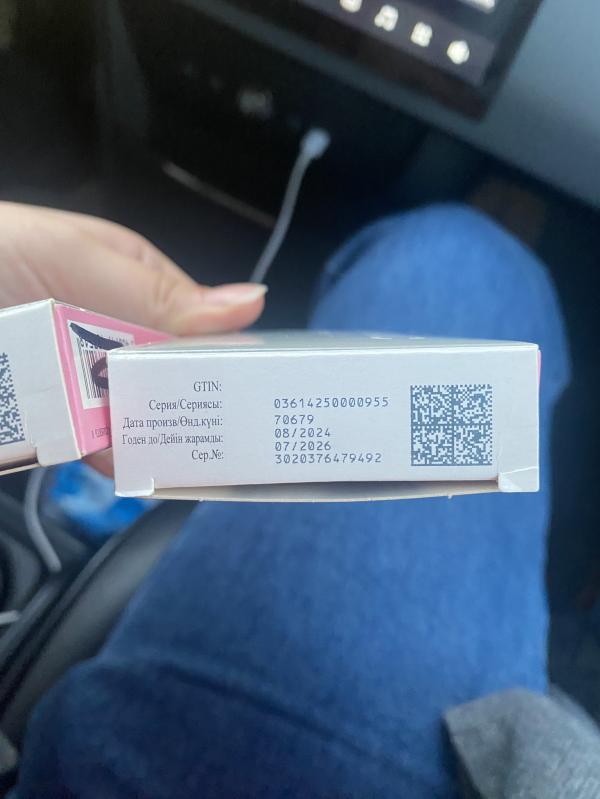 GTIN: 03614250000955
Серия/Сериясы: 70679
Дата произв/Өнд.күні: 08/2024
Годен до/Дейін жарамды: 07/2026
Сер.№: 3020376479492